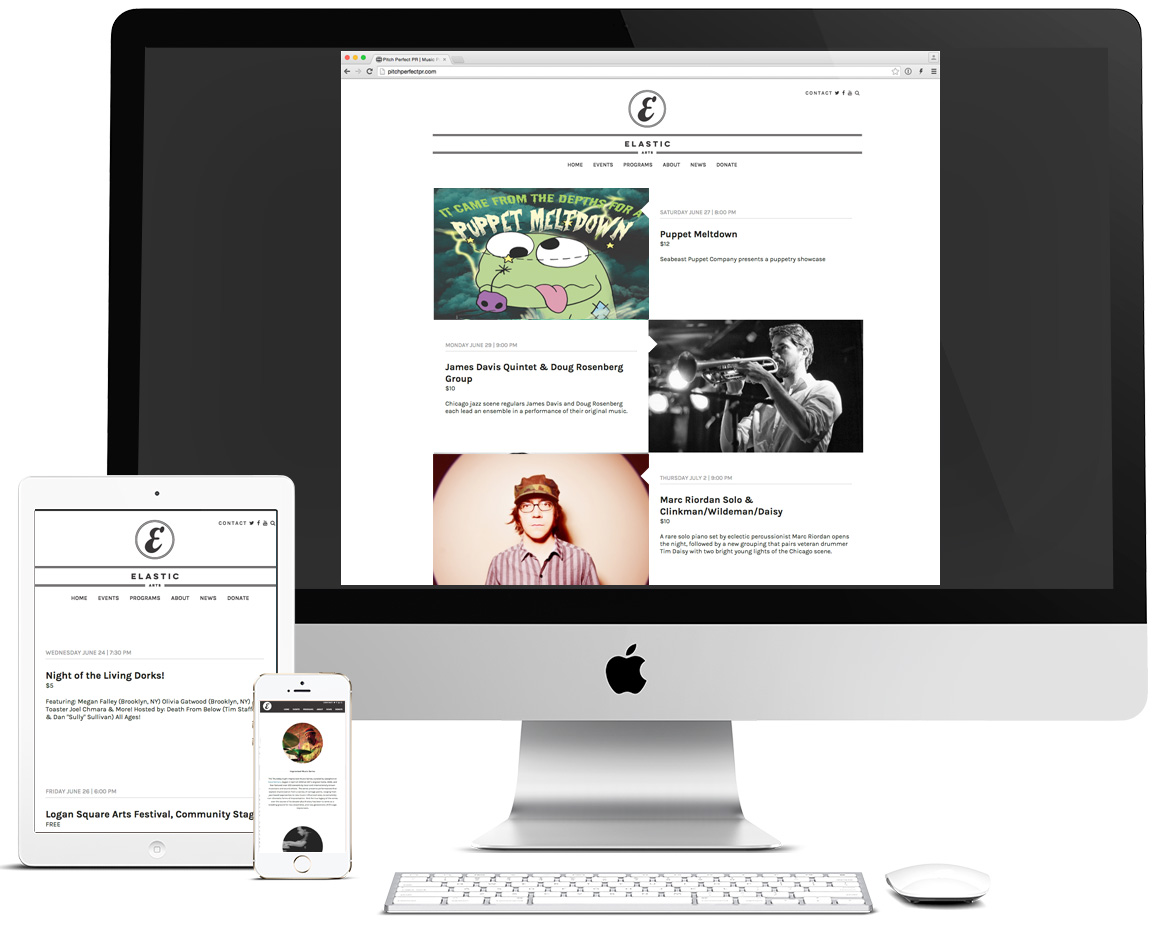 Pitch Perfect PR | Music
pitchperfectpr.com
CONTACT
E
ELASTIC
ARTS
HOME EVENTS PROGRAMS ABOUT NEWS DONATE
IT CAME FROM THE DEPTHS FOR A
PUPPET MELTDOWN
SATURDAY JUNE 27 | 8:00 PM
Puppet Meltdown
$12
Seabeast Puppet Company presents a puppetry showcase
MONDAY JUNE 29 | 9:00 PM
James Davis Quintet & Doug Rosenberg
Group
$10
Chicago jazz scene regulars James Davis and Doug Rosenberg
each lead an ensemble in a performance of their original music.
THURSDAY JULY 2 | 9:00 PM
Marc Riordan Solo &
Clinkman/Wildeman/Daisy
$10
A rare solo piano set by eclectic percussionist Marc Riordan opens
the night, followed by a new grouping that pairs veteran drummer
Tim Daisy with two bright young lights of the Chicago scene.
CONTACT
E
ELASTIC
ARTS
HOME EVENTS PROGRAMS ABOUT NEWS DONATE
WEDNESDAY JUNE 24 | 7:30 PM
Night of the Living Dorks!
$5
Featuring: Megan Falley (Brooklyn, NY) Olivia Gatwood (Brooklyn, NY)
Toaster Joel Chmara & More! Hosted by: Death From Below (Tim Staff
& Dan "Sully" Sullivan) All Ages!
FRIDAY JUNE 26 | 6:00 PM
Logan Square Arts Festival, Community Stag
FREE
E